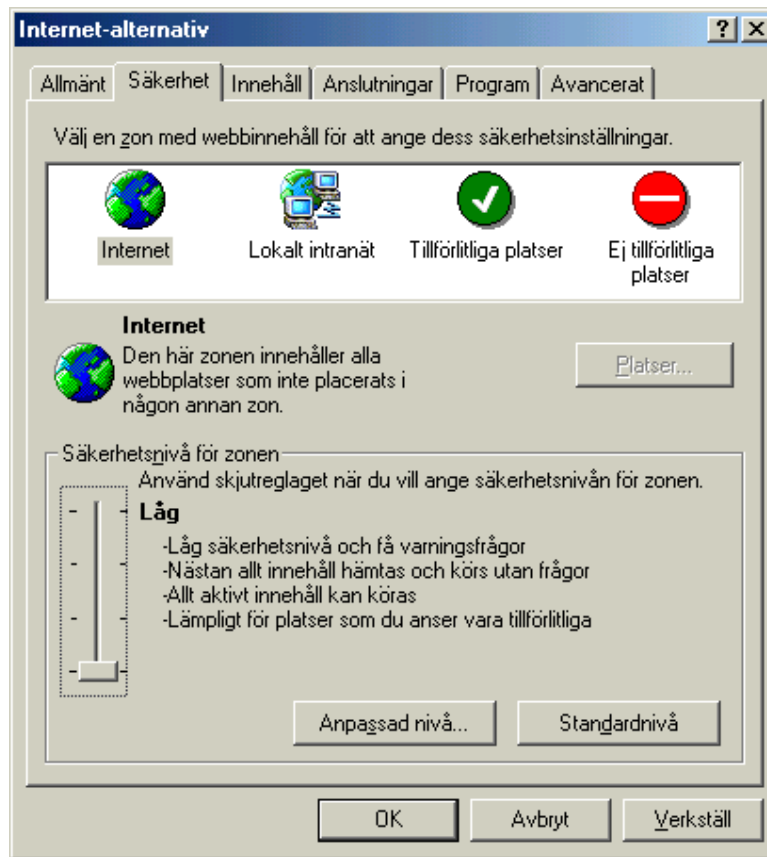 Internet-alternativ
Allmänt Säkerhet Innehåll Anslutningar Program Avancerat
Välj en zon med webbinnehåll för att ange dess säkerhetsinställningar.
Internet Lokalt intranät Tillförlitliga platser Ej tillförlitliga
platser
Internet
Den här zonen innehåller alla
webbplatser som inte placerats i
någon annan zon.
Platser...
Säkerhetsnivå för zonen
Använd skjutreglaget när du vill ange säkerhetsnivån för zonen.
Låg
-Låg säkerhetsnivå och få varningsfrågor
-Nästan allt innehåll hämtas och körs utan frågor
-Allt aktivt innehåll kan köras
-Lämpligt för platser som du anser vara tillförlitliga
Anpassad nivå... Standardnivå
OK Avbryt Verkställ